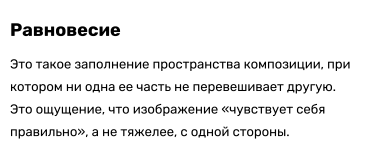 Равновесие
Это такое заполнение пространства композиции, при
котором ни одна ее часть не перевешивает другую.
Это ощущение, что изображение «чувствует себя
правильно», а не тяжелее, с одной стороны.